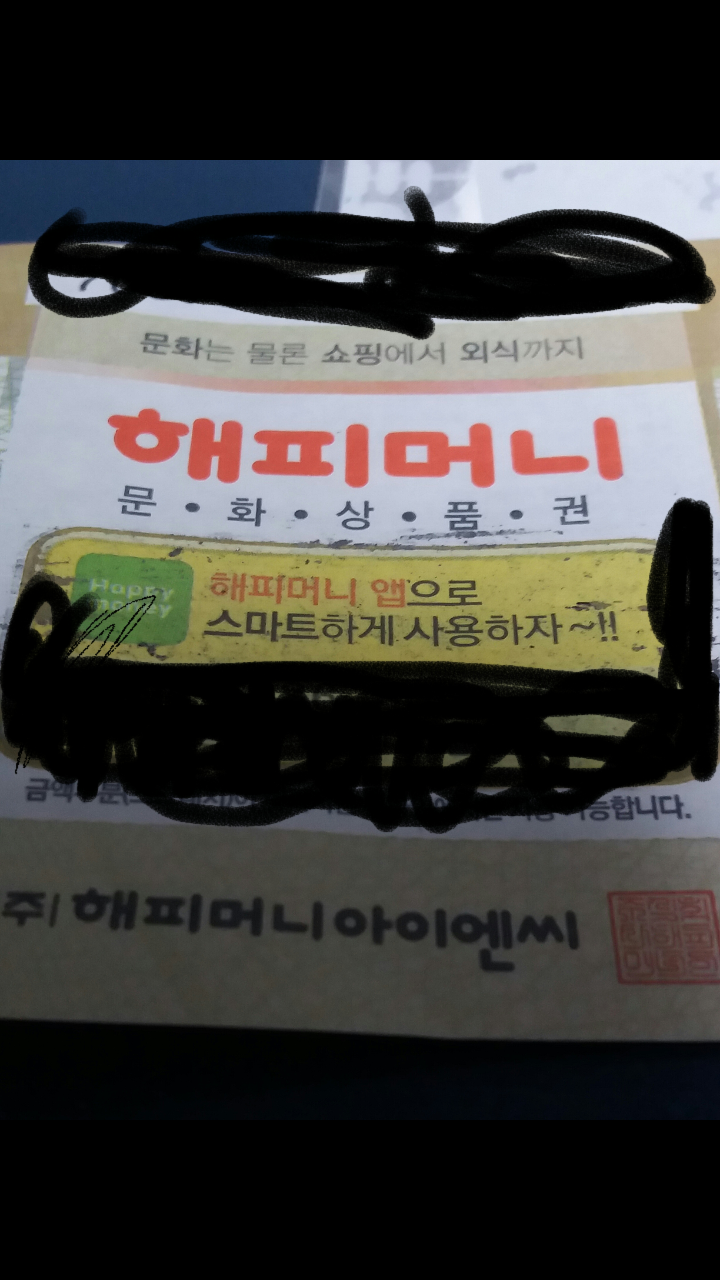 문화는 물론 쇼핑에서 외식까지
해피머니
문•화•상•품•권
Happy
해피머니 앱으로
스마트하게 사용하자~!!
주) 해피머니아이엔씨